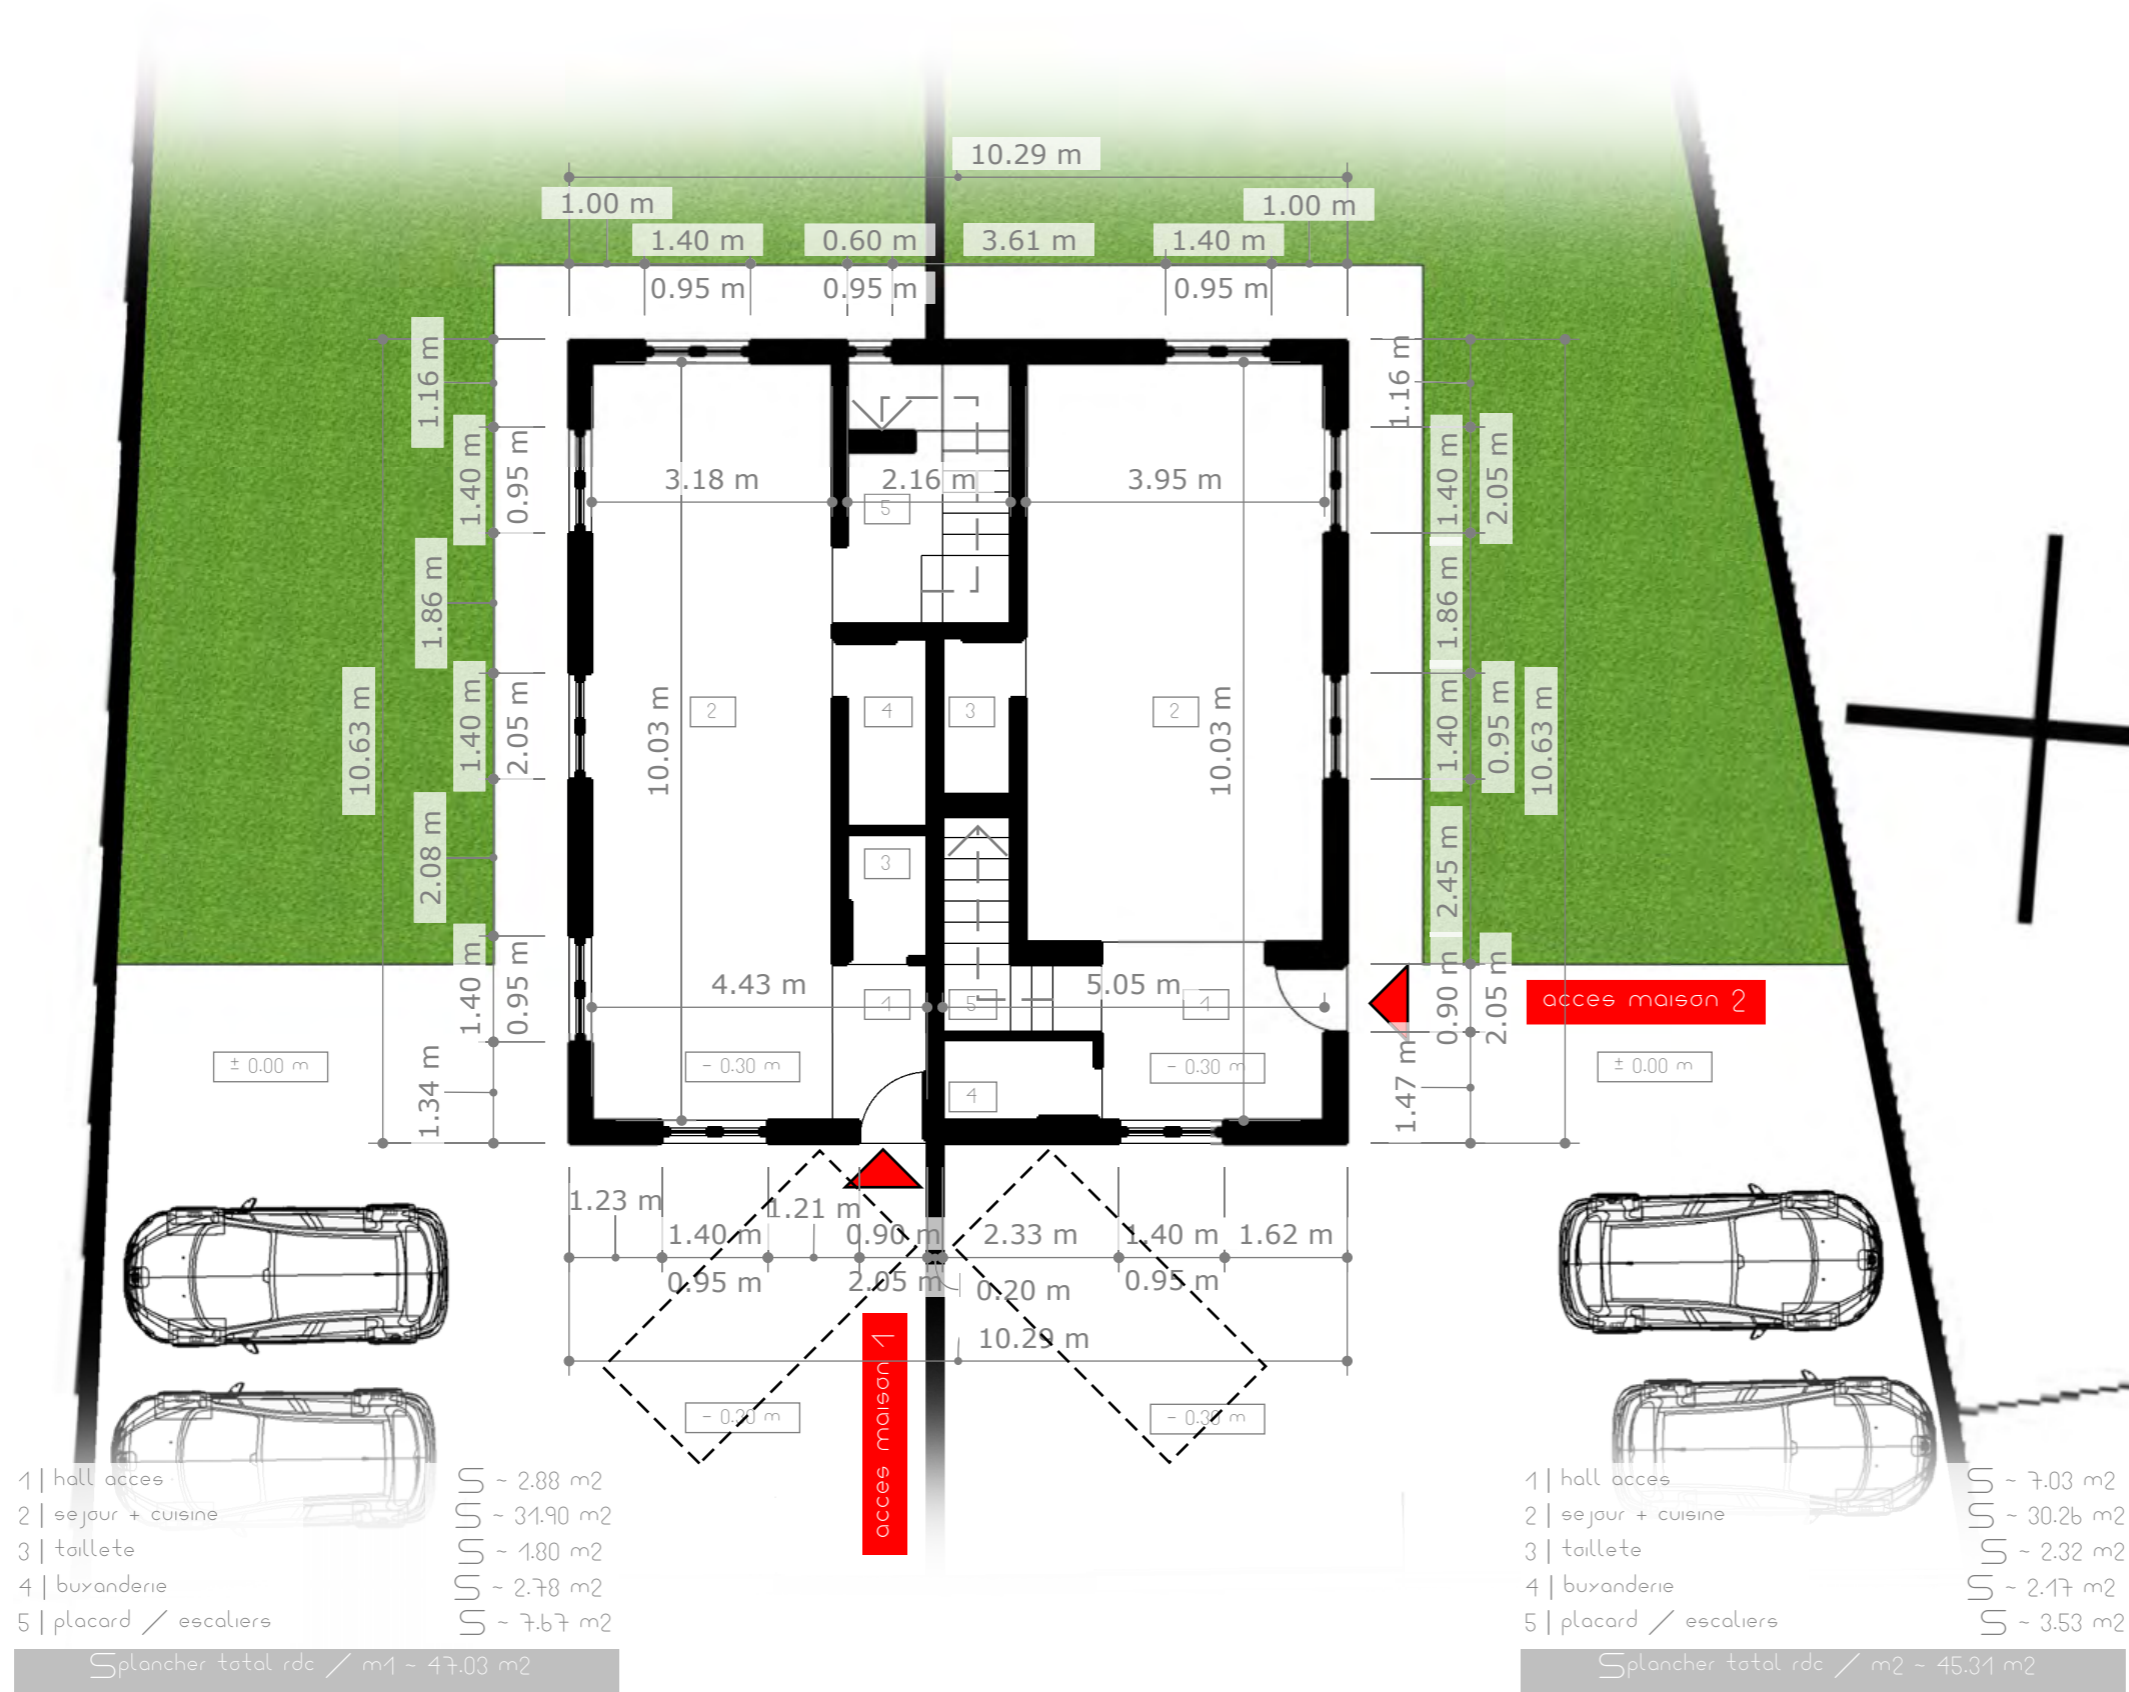 10.29 m
1.00 m
1.00 m
1.40 m
0.60 m
3.61 m
1.40 m
0.95 m
0.95 m
0.95 m
1.16 m
1.16 m
1.40 m
0.95 m
1.40 m
2.05 m
3.18 m
2.16 m
3.95 m
5
1.86 m
1.86 m
10.63 m
1.40 m
2.05 m
10.03 m
2
4
3
2
10.03 m
1.40 m
0.95 m
10.63 m
2.08 m
3
2.45 m
1.40 m
0.95 m
4.43 m
1
5
5.05 m
1
0.90 m
2.05 m
acces maison 2
± 0.00 m
- 0.30 m
- 0.30 m
± 0.00 m
1.34 m
4
1.47 m
1.23 m
1.21 m
1.40 m
0.90 m
2.33 m
1.40 m
1.62 m
0.95 m
2.05 m
0.20 m
0.95 m
10.29 m
acces maison 1
- 0.30 m
- 0.30 m
1 | hall acces S ~ 2.88 m2
2 | sejour + cuisine S ~ 31.90 m2
3 | toillete S ~ 1.80 m2
4 | buyanderie S ~ 2.78 m2
5 | placard / escaliers S ~ 7.67 m2
Splancher total rdc / m1 ~ 47.03 m2
1 | hall acces S ~ 7.03 m2
2 | sejour + cuisine S ~ 30.26 m2
3 | toillete S ~ 2.32 m2
4 | buyanderie S ~ 2.17 m2
5 | placard / escaliers S ~ 3.53 m2
Splancher total rdc / m2 ~ 45.31 m2